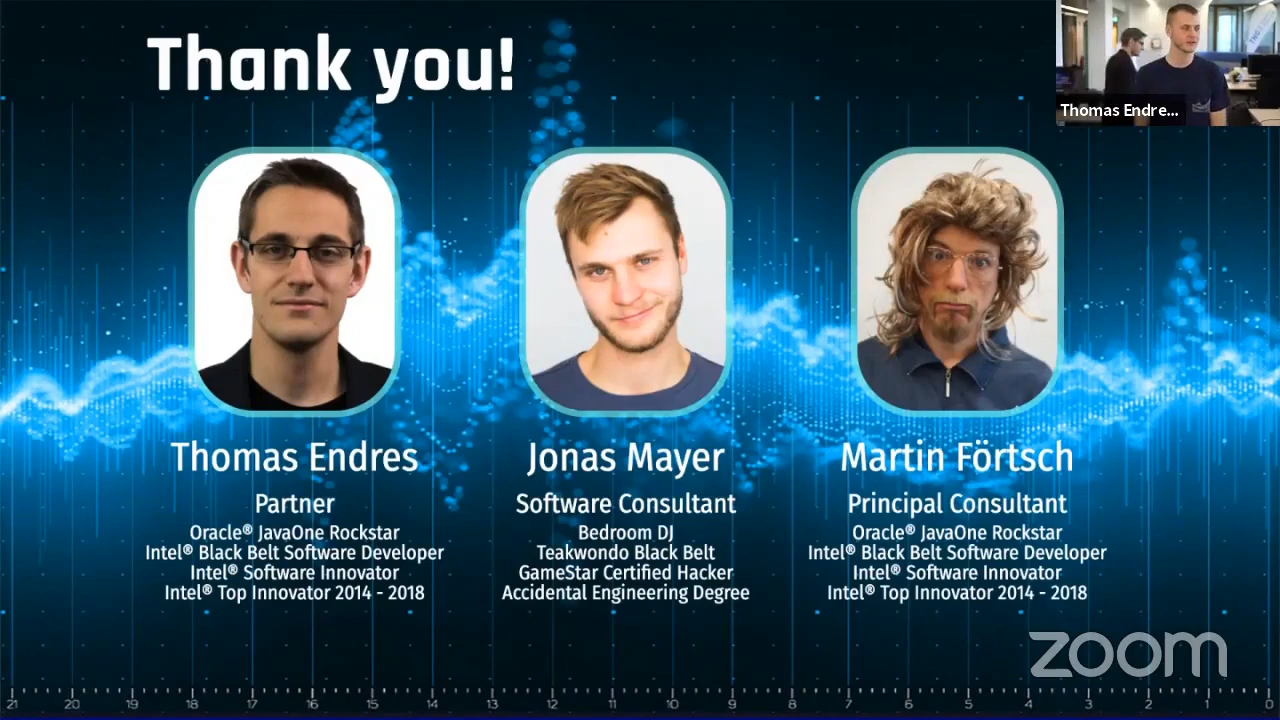 Thank you!
Thomas Endre...
Thomas Endres
Partner
Oracle® JavaOne Rockstar
Intel® Black Belt Software Developer
Intel® Software Innovator
Intel® Top Innovator 2014 - 2018
Jonas Mayer
Software Consultant
Bedroom DJ
Teakwondo Black Belt
GameStar Certified Hacker
Accidental Engineering Degree
Martin Förtsch
Principal Consultant
Oracle® JavaOne Rockstar
Intel® Black Belt Software Developer
Intel® Software Innovator
Intel® Top Innovator 2014 - 2018
zoom
21 20 19 18 17 16 15 14 13 12 11 10 9 8 7 6 5 4 3 2 1 0